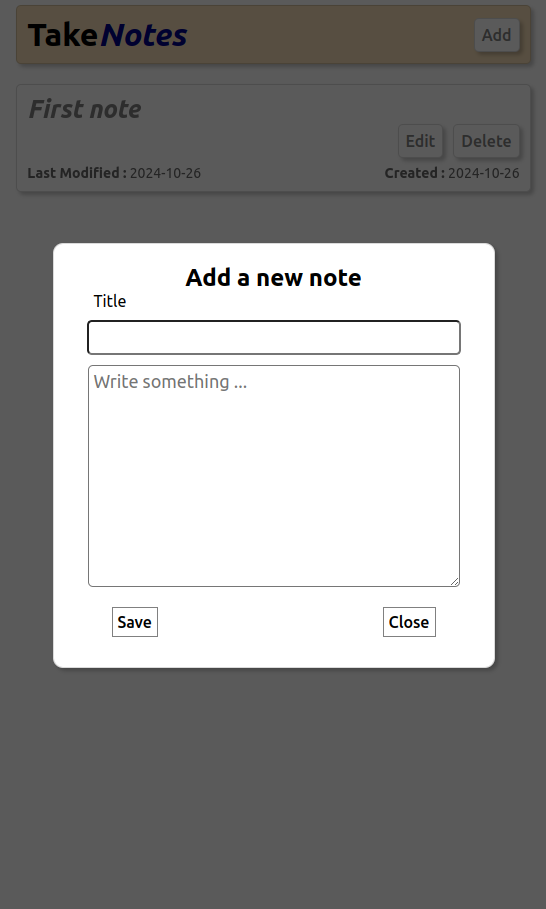 TakeNotes
Add
First note
Edit Delete
Last Modified : 2024-10-26 Created : 2024-10-26
Add a new note
Title
Write something ...
Save Close